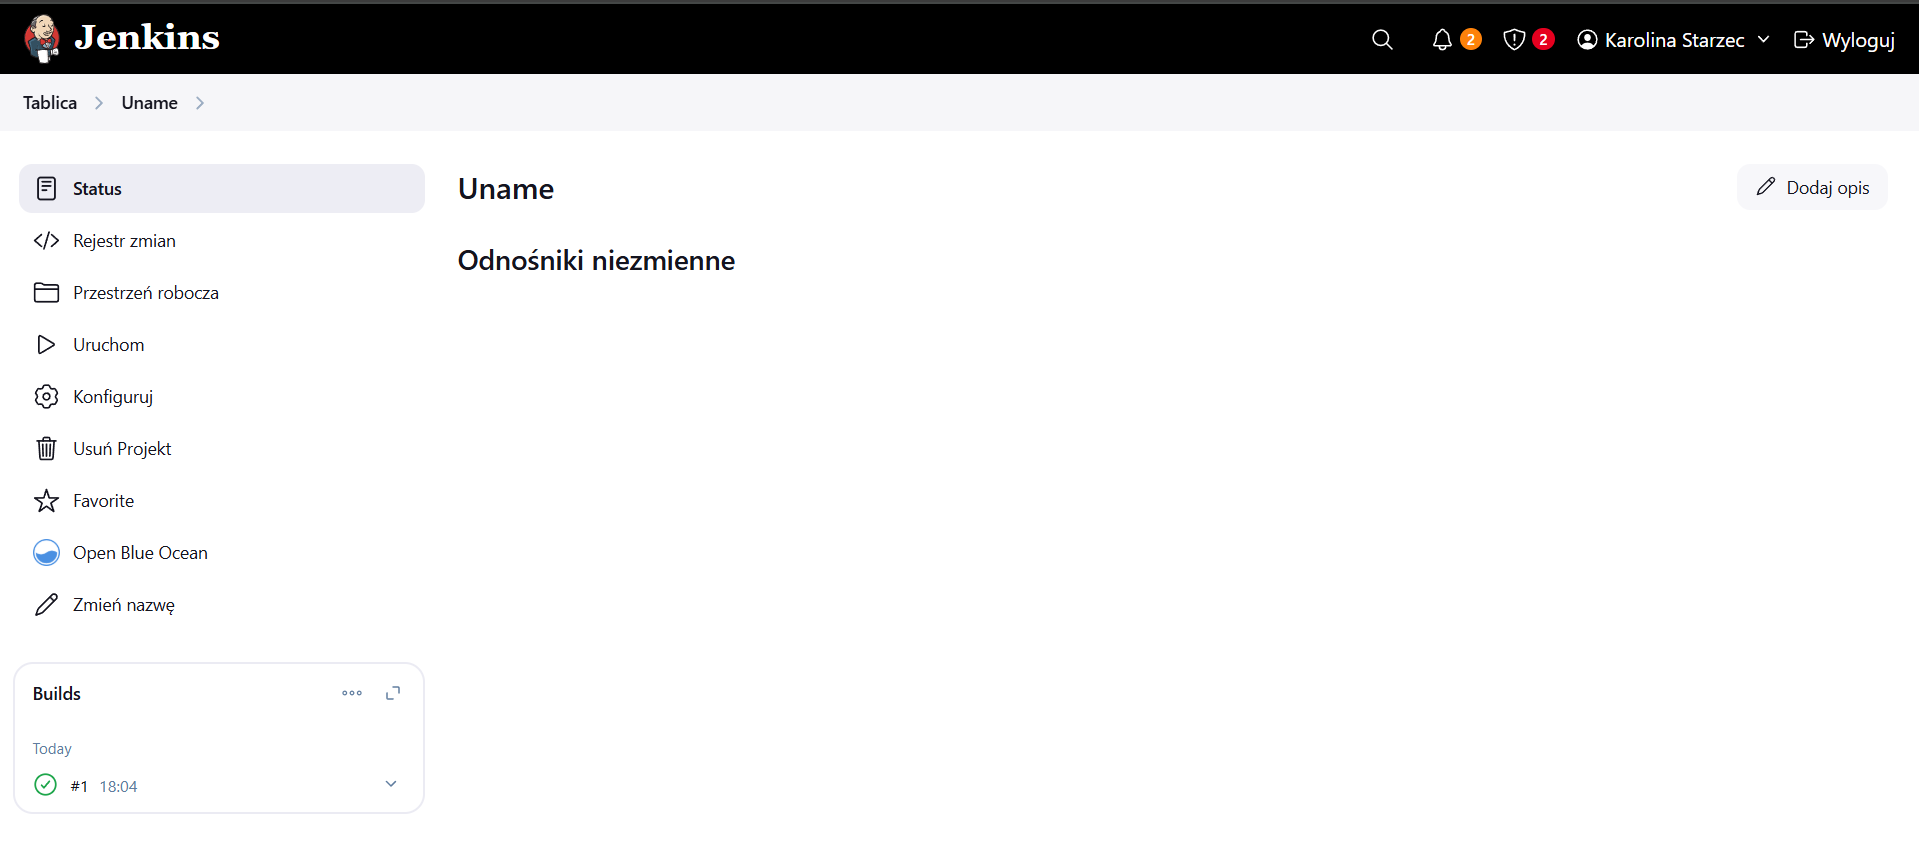 Jenkins
2
2
Karolina Starzec
Wyloguj
Tablica
Uname
Status
Rejestr zmian
Przestrzeń robocza
Uruchom
Konfiguruj
Usuń Projekt
Favorite
Open Blue Ocean
Zmień nazwę
Builds
Today
#1 18:04
Uname
Dodaj opis
Odnośniki niezmienne